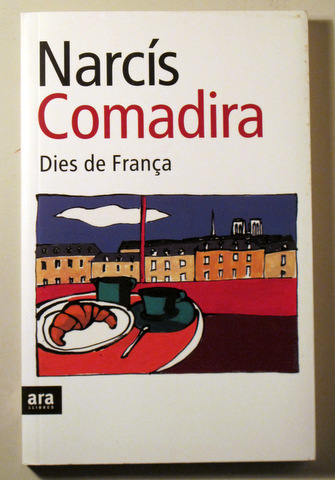 Narcís
Comadira
Dies de França
ara
LLIBRES